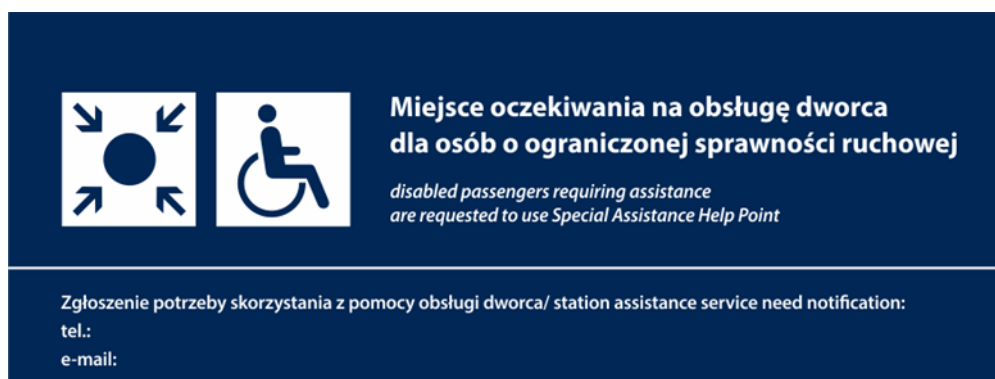 Miejsce oczekiwania na obsługę dworca
dla osób o ograniczonej sprawności ruchowej
disabled passengers requiring assistance
are requested to use Special Assistance Help Point
Zgłoszenie potrzeby skorzystania z pomocy obsługi dworca/ station assistance service need notification:
tel.:
e-mail: